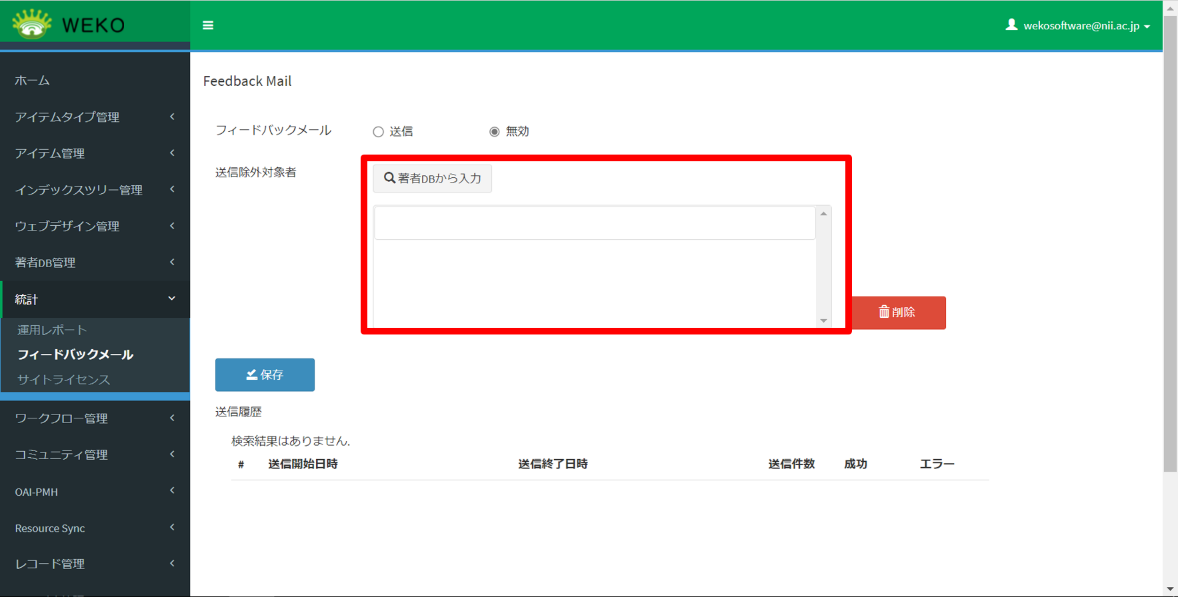 WEKO
wekosoftware@nii.ac.jp
ホーム
アイテムタイプ管理
アイテム管理
インデックスツリー管理
ウェブデザイン管理
著者DB管理
統計
運用レポート
フィードバックメール
サイトライセンス
ワークフロー管理
コミュニティ管理
OAI-PMH
Resource Sync
レコード管理
Feedback Mail
フィードバックメール 送信 無効
送信除外対象者
著者DBから入力
削除
保存
送信履歴
検索結果はありません.
# 送信開始日時 送信終了日時 送信件数 成功 エラー